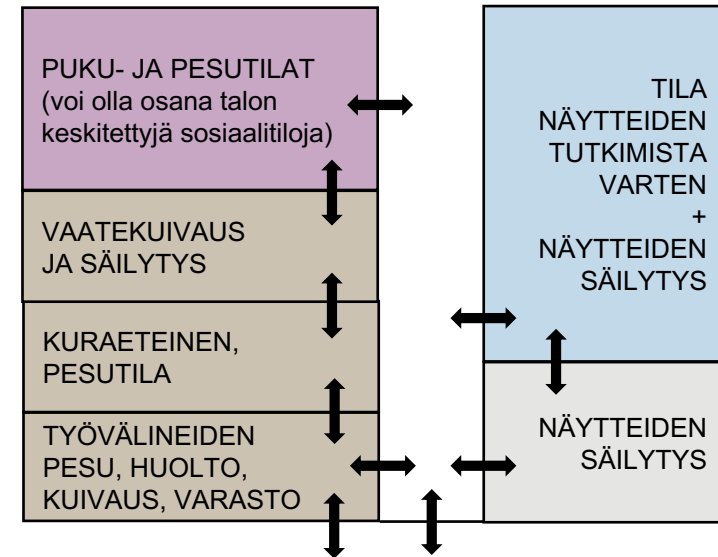 PUKU- JA PESUTILAT
(voi olla osana talon
keskitettyjä sosiaalitiloja)
VAATEKUIVAUS
JA SÄILYTYS
KURAETEINEN,
PESUTILA
TYÖVÄLINEIDEN
PESU, HUOLTO,
KUIVAUS, VARASTO
TILA
NÄYTTEIDEN
TUTKIMISTA
VARTEN
+
NÄYTTEIDEN
SÄILYTYS
NÄYTTEIDEN
SÄILYTYS